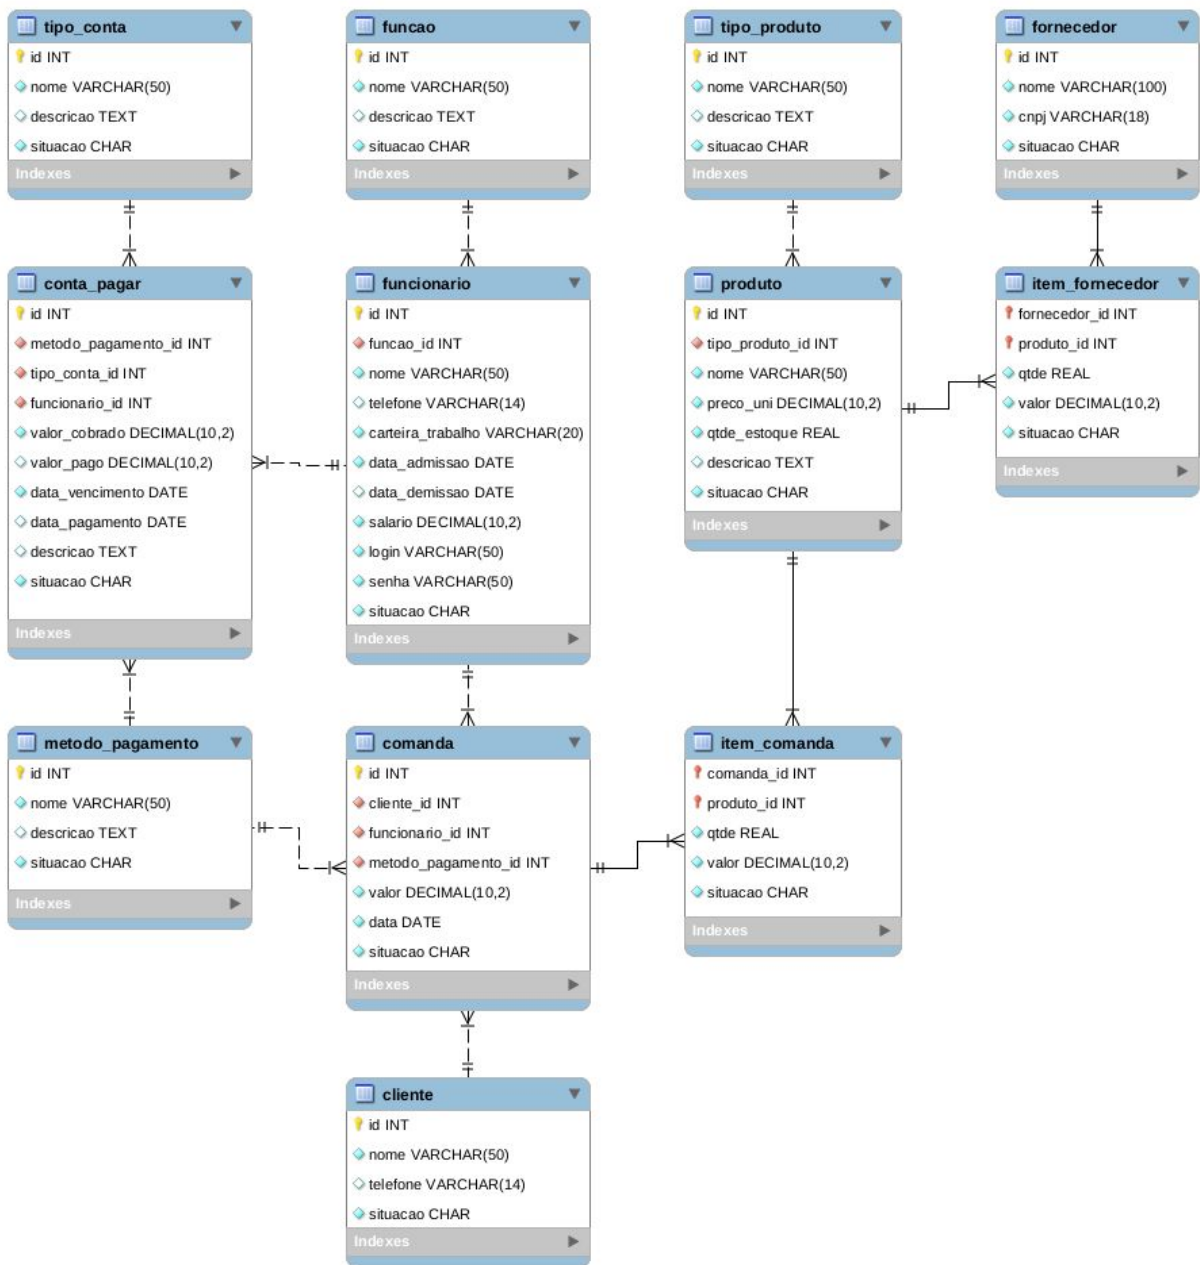 tipo_conta
id INT
nome VARCHAR(50)
descricao TEXT
situacao CHAR
Indexes
funcao
id INT
nome VARCHAR(50)
descricao TEXT
situacao CHAR
Indexes
tipo_produto
id INT
nome VARCHAR(50)
descricao TEXT
situacao CHAR
Indexes
fornecedor
id INT
nome VARCHAR(100)
cnpj VARCHAR(18)
situacao CHAR
Indexes
conta_pagar
id INT
metodo_pagamento_id INT
tipo_conta_id INT
funcionario_id INT
valor_cobrado DECIMAL(10,2)
valor_pago DECIMAL(10,2)
data_vencimento DATE
data_pagamento DATE
descricao TEXT
situacao CHAR
Indexes
funcionario
id INT
funcao_id INT
nome VARCHAR(50)
telefone VARCHAR(14)
carteira_trabalho VARCHAR(20)
data_admissao DATE
data_demissao DATE
salario DECIMAL(10,2)
login VARCHAR(50)
senha VARCHAR(50)
situacao CHAR
Indexes
produto
id INT
tipo_produto_id INT
nome VARCHAR(50)
preco_uni DECIMAL(10,2)
qtde_estoque REAL
descricao TEXT
situacao CHAR
Indexes
item_fornecedor
fornecedor_id INT
produto_id INT
qtde REAL
valor DECIMAL(10,2)
situacao CHAR
Indexes
metodo_pagamento
id INT
nome VARCHAR(50)
descricao TEXT
situacao CHAR
Indexes
comanda
id INT
cliente_id INT
funcionario_id INT
metodo_pagamento_id INT
valor DECIMAL(10,2)
data DATE
situacao CHAR
Indexes
item_comanda
comanda_id INT
produto_id INT
qtde REAL
valor DECIMAL(10,2)
situacao CHAR
Indexes
cliente
id INT
nome VARCHAR(50)
telefone VARCHAR(14)
situacao CHAR
Indexes